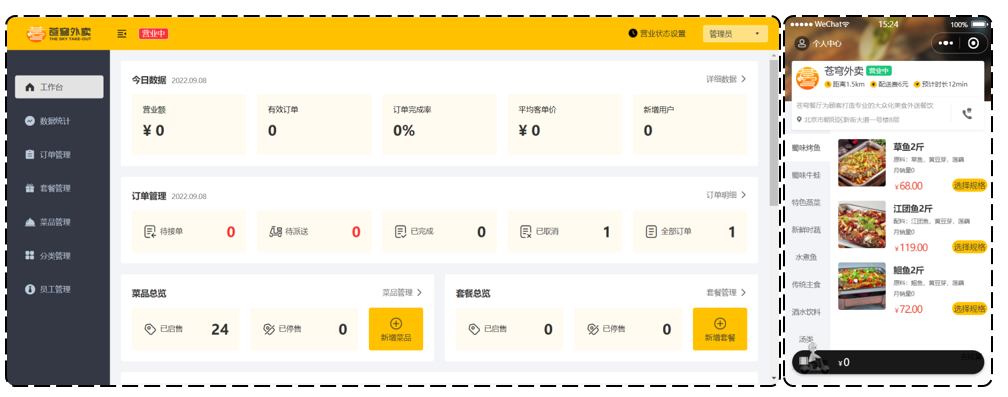 苍穹外卖
THE SKY TAKE-OUT
营业中
营业状态设置
管理员
工作台
数据统计
订单管理
套餐管理
菜品管理
分类管理
员工管理
今日数据 2022.09.08
详细数据
营业额
¥ 0
有效订单
0
订单完成率
0%
平均客单价
¥ 0
新增用户
0
订单管理 2022.09.08
订单明细
待接单 0
待派送 0
已完成 0
已取消 1
全部订单 1
菜品总览
菜品管理
已启售 24
已停售 0
新增菜品
套餐总览
套餐管理
已启售 0
已停售 0
新增套餐
WeChat 15:24 100%
个人中心
苍穹外卖 营业中
距离1.5km 配送费6元 预计时长12min
苍穹餐厅为顾客打造专业的大众化美食外送餐饮
北京市朝阳区新街大道一号楼8层
蜀味烤鱼
蜀味牛蛙
特色蒸菜
新鲜时蔬
水煮鱼
传统主食
酒水饮料
汤类
草鱼2斤
原料：草鱼，黄豆芽，莲藕
月销量0
¥68.00 选择规格
江团鱼2斤
配料：江团鱼，黄豆芽，莲藕
月销量0
¥119.00 选择规格
鮰鱼2斤
原料：鮰鱼，黄豆芽，莲藕
月销量0
¥72.00 选择规格
¥0